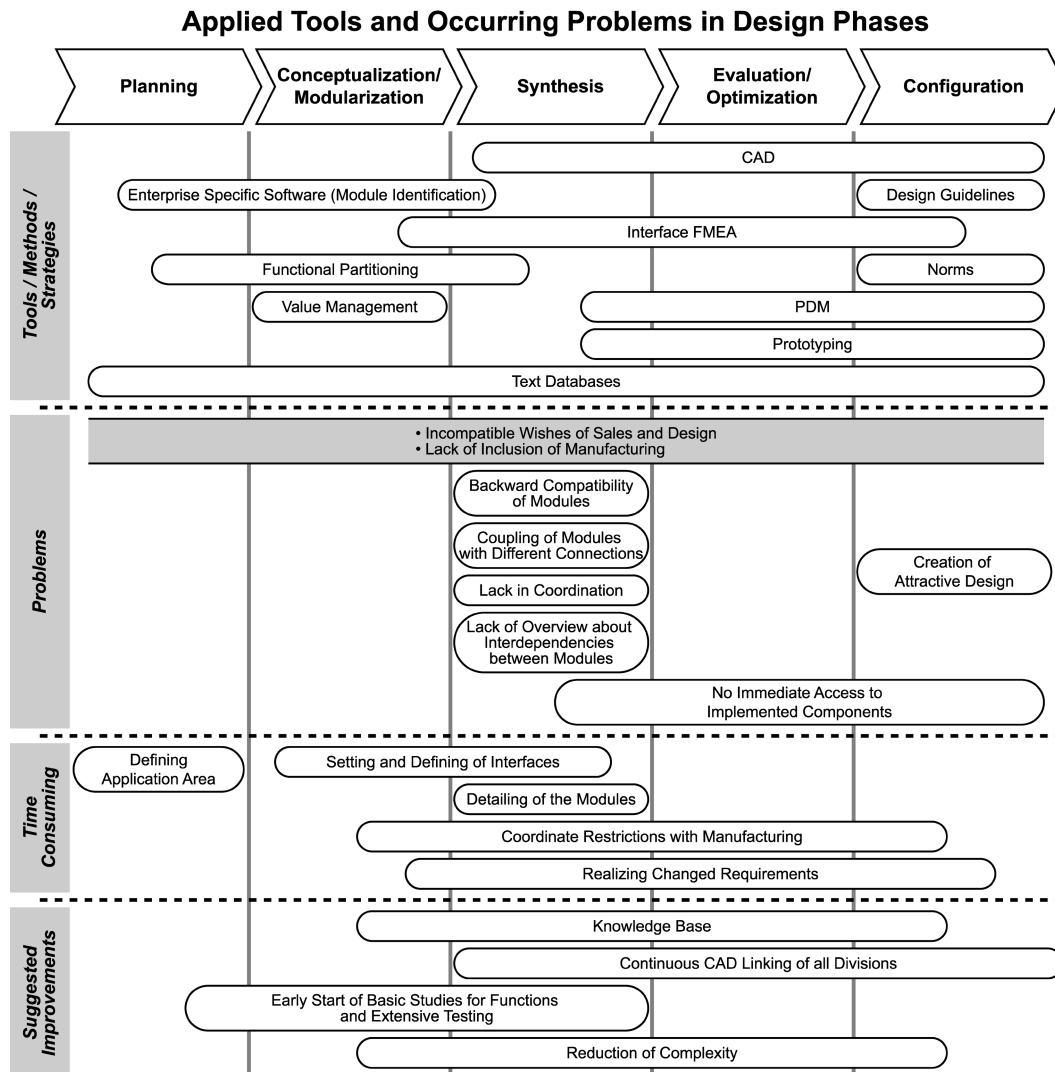 Applied Tools and Occurring Problems in Design Phases
Planning
Conceptualization/
Modularization
Synthesis
Evaluation/
Optimization
Configuration
Tools / Methods /
Strategies
CAD
Enterprise Specific Software (Module Identification)
Design Guidelines
Interface FMEA
Functional Partitioning
Norms
Value Management
PDM
Prototyping
Text Databases
Problems
• Incompatible Wishes of Sales and Design
• Lack of Inclusion of Manufacturing
Backward Compatibility
of Modules
Coupling of Modules
with Different Connections
Creation of
Attractive Design
Lack in Coordination
Lack of Overview about
Interdependencies
between Modules
No Immediate Access to
Implemented Components
Time
Consuming
Defining
Application Area
Setting and Defining of Interfaces
Detailing of the Modules
Coordinate Restrictions with Manufacturing
Realizing Changed Requirements
Suggested
Improvements
Knowledge Base
Continuous CAD Linking of all Divisions
Early Start of Basic Studies for Functions
and Extensive Testing
Reduction of Complexity